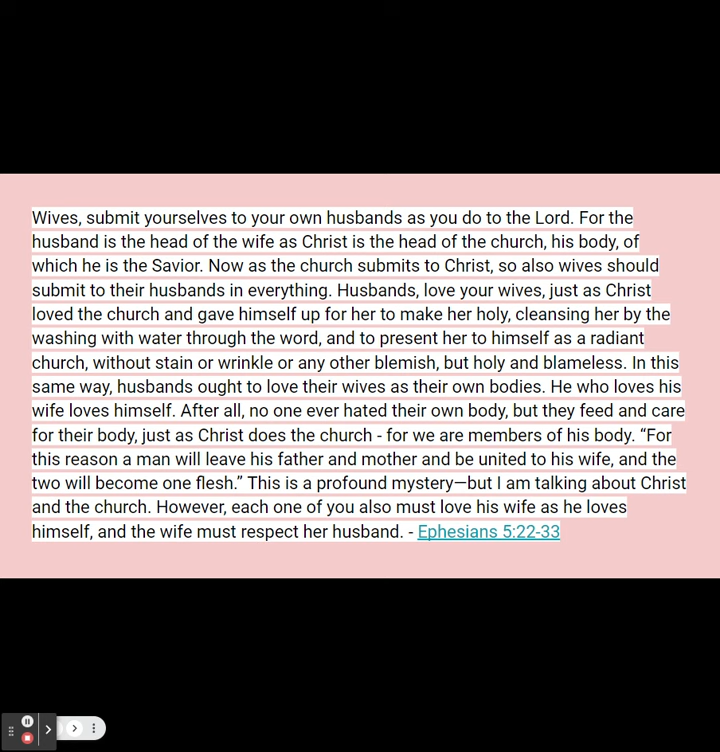 Wives, submit yourselves to your own husbands as you do to the Lord. For the
husband is the head of the wife as Christ is the head of the church, his body, of
which he is the Savior. Now as the church submits to Christ, so also wives should
submit to their husbands in everything. Husbands, love your wives, just as Christ
loved the church and gave himself up for her to make her holy, cleansing her by the
washing with water through the word, and to present her to himself as a radiant
church, without stain or wrinkle or any other blemish, but holy and blameless. In this
same way, husbands ought to love their wives as their own bodies. He who loves his
wife loves himself. After all, no one ever hated their own body, but they feed and care
for their body, just as Christ does the church - for we are members of his body. “For
this reason a man will leave his father and mother and be united to his wife, and the
two will become one flesh.” This is a profound mystery—but I am talking about Christ
and the church. However, each one of you also must love his wife as he loves
himself, and the wife must respect her husband. - Ephesians 5:22-33